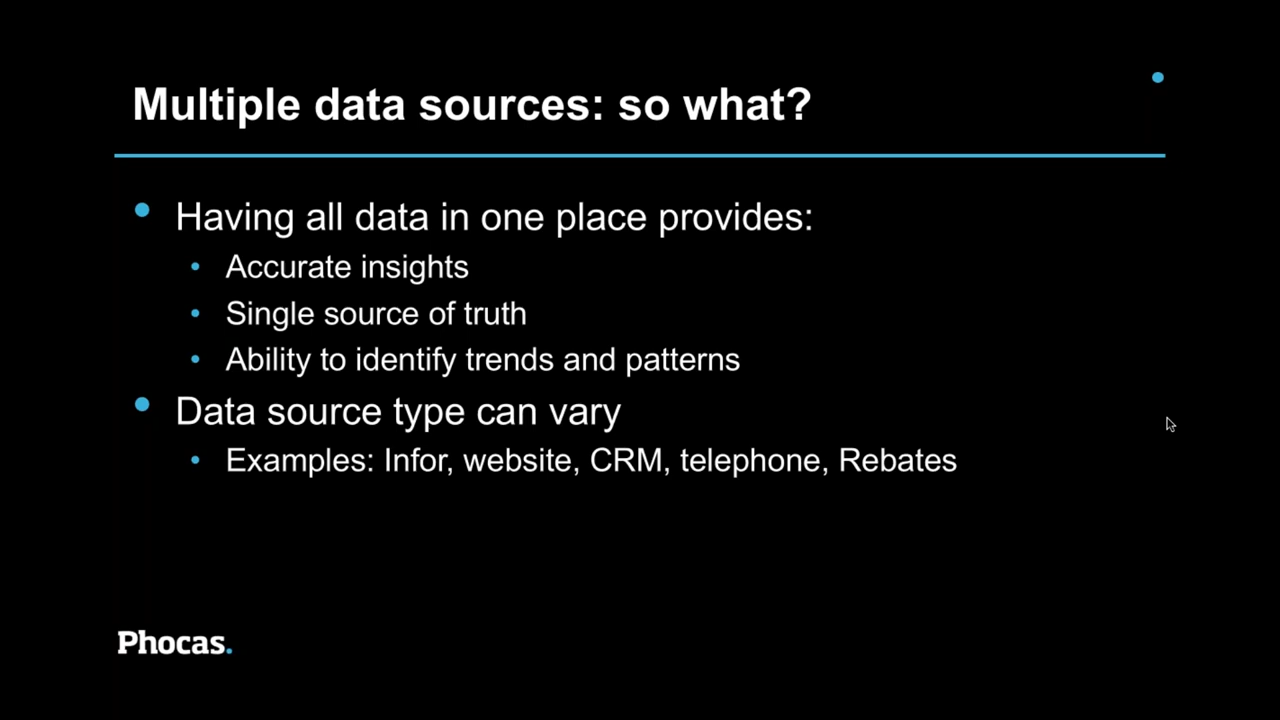 Multiple data sources: so what?
• Having all data in one place provides:
• Accurate insights
• Single source of truth
• Ability to identify trends and patterns
• Data source type can vary
• Examples: Infor, website, CRM, telephone, Rebates
Phocas.